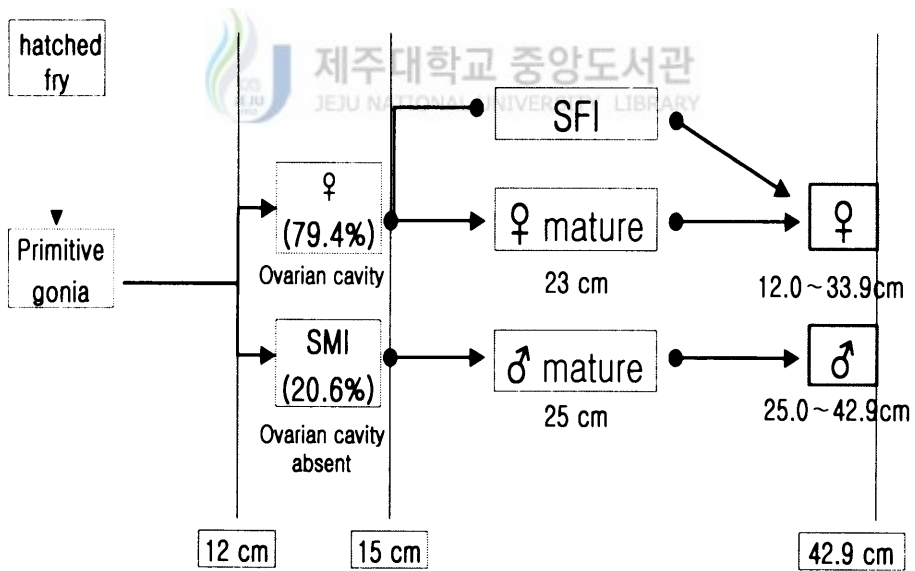 hatched
fry
제주대학교 중앙도서관
JEJU NATIONAL UNIVERSITY LIBRARY
JEJU
1952
SFI
♀
(79.4%)
Ovarian cavity
♀ mature
23 cm
♀
12.0~33.9cm
Primitive
gonia
SMI
(20.6%)
Ovarian cavity
absent
♂ mature
25 cm
♂
25.0~42.9cm
12 cm
15 cm
42.9 cm